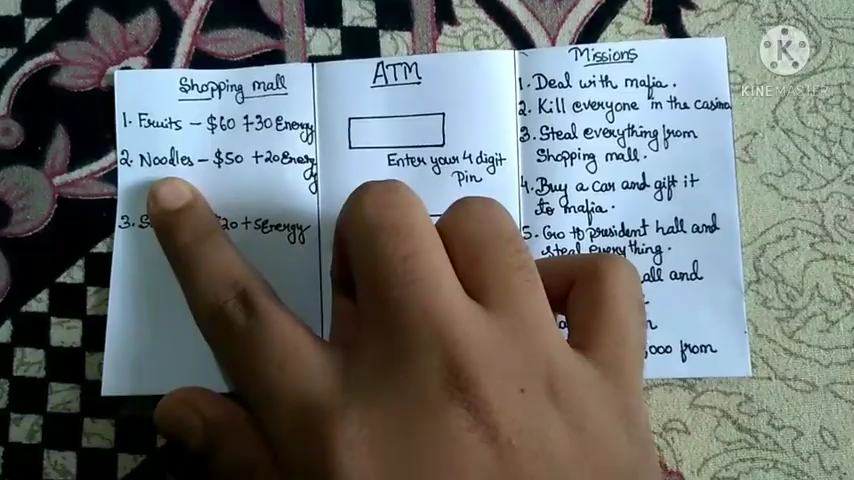 Shopping mall
1. Fruits - $60 +30 Energy
2. Noodles - $50 +20 Energy
3. $20 + 5 Energy
ATM
Enter your 4 digit
Pin
Missions
1. Deal with mafia.
2. Kill everyone in the casino
3. Steal everything from
Shopping mall.
4. Buy a car and gift it
to mafia.
5. Go to president hall and
steal everything.
all and
,000 from
KINEMASTER